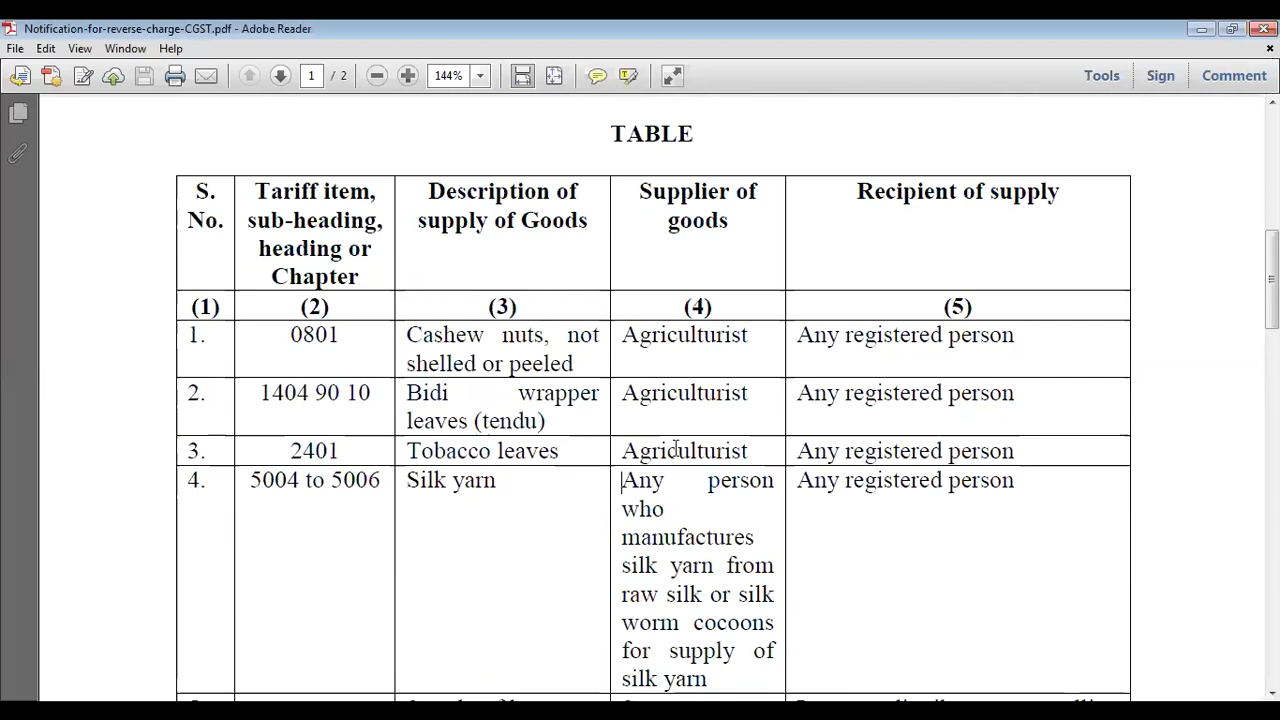 Notification-for-reverse-charge-CGST.pdf - Adobe Reader
File Edit View Window Help
1 / 2 144% Tools Sign Comment
TABLE
S. No. Tariff item, sub-heading, heading or Chapter Description of supply of Goods Supplier of goods Recipient of supply
(1) (2) (3) (4) (5)
1. 0801 Cashew nuts, not shelled or peeled Agriculturist Any registered person
2. 1404 90 10 Bidi wrapper leaves (tendu) Agriculturist Any registered person
3. 2401 Tobacco leaves Agriculturist Any registered person
4. 5004 to 5006 Silk yarn Any person who manufactures silk yarn from raw silk or silk worm cocoons for supply of silk yarn Any registered person